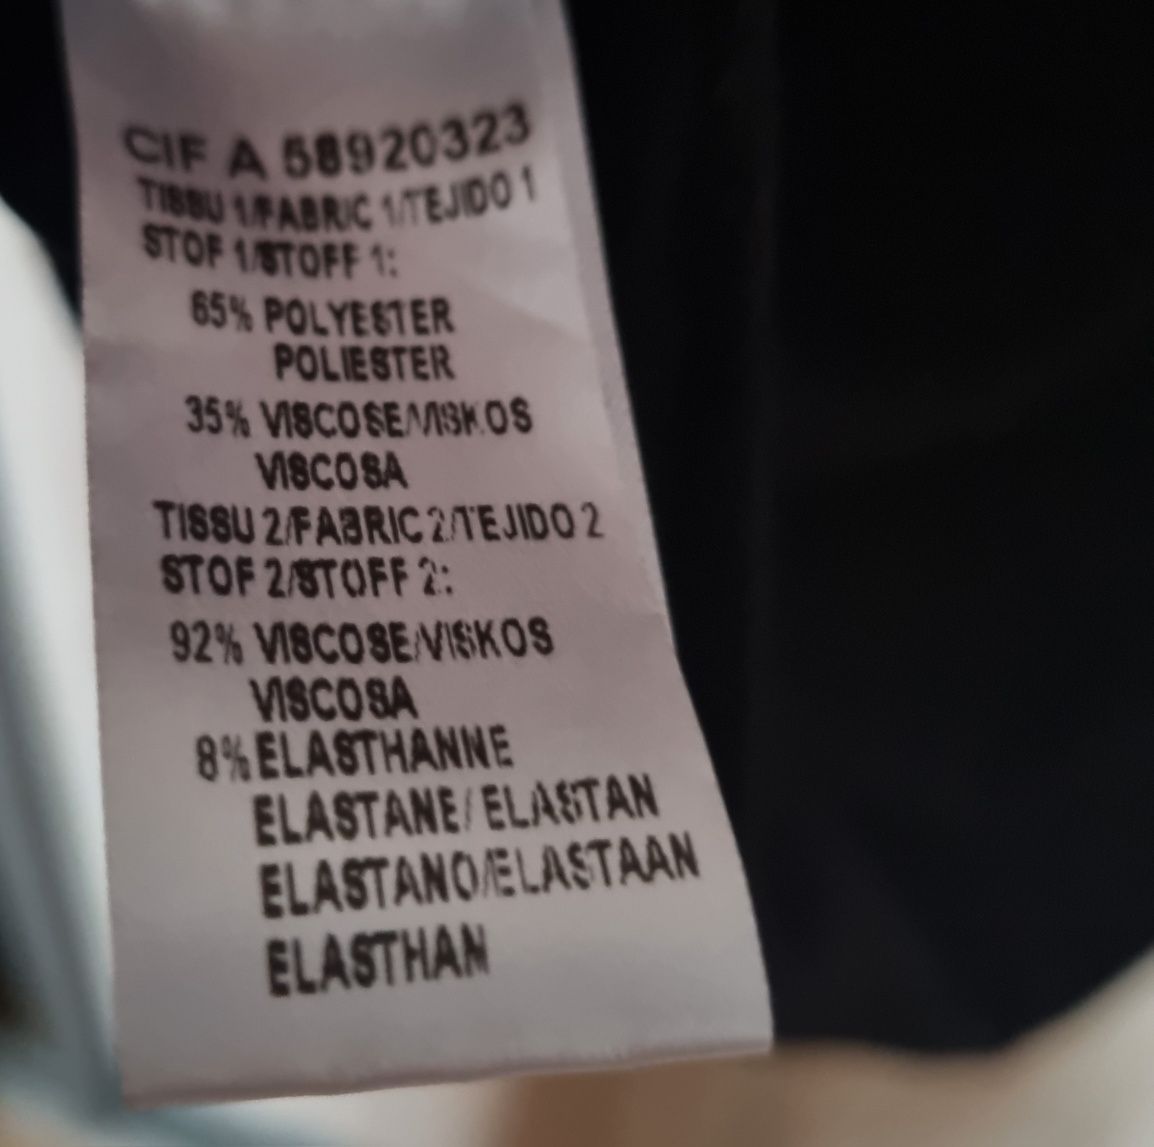 CIF A 58920323
TISSU 1/FABRIC 1/TEJIDO 1
STOF 1/STOFF 1:
65% POLYESTER
POLIESTER
35% VISCOSE/VISKOS
VISCOSA
TISSU 2/FABRIC 2/TEJIDO 2
STOF 2/STOFF 2:
92% VISCOSE/VISKOS
VISCOSA
8% ELASTHANNE
ELASTANE/ ELASTAN
ELASTANO/ELASTAAN
ELASTHAN